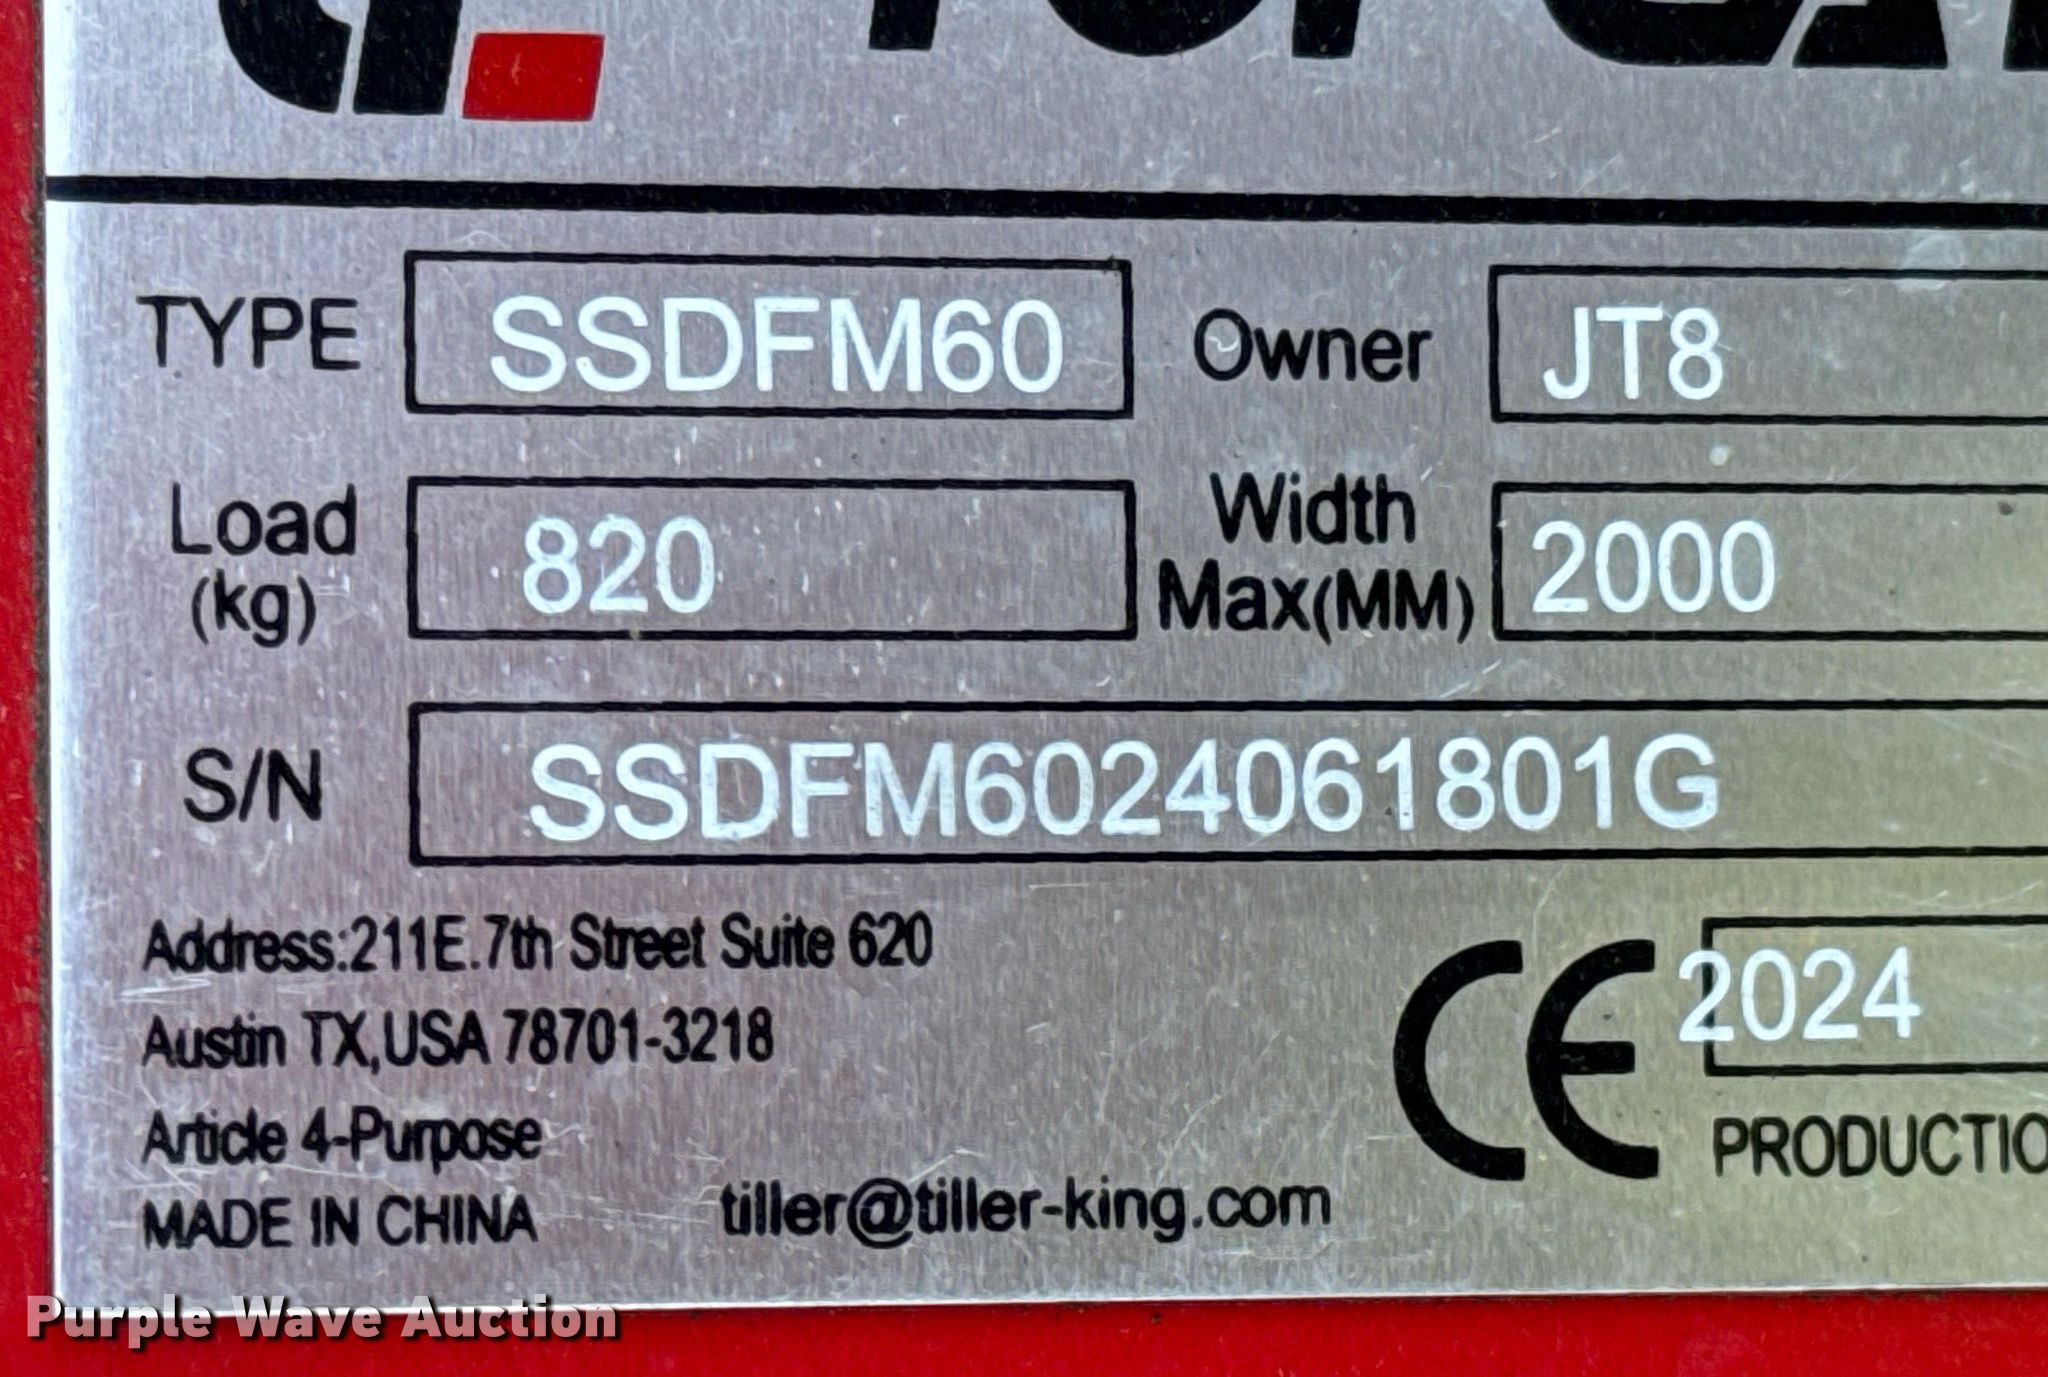 TYPE SSDFM60 Owner JT8
Load (kg) 820 Width Max(MM) 2000
S/N SSDFM6024061801G
Address:211E.7th Street Suite 620
Austin TX,USA 78701-3218
Article 4-Purpose
MADE IN CHINA
tiller@tiller-king.com
CE 2024
PRODUCTIO
Purple Wave Auction